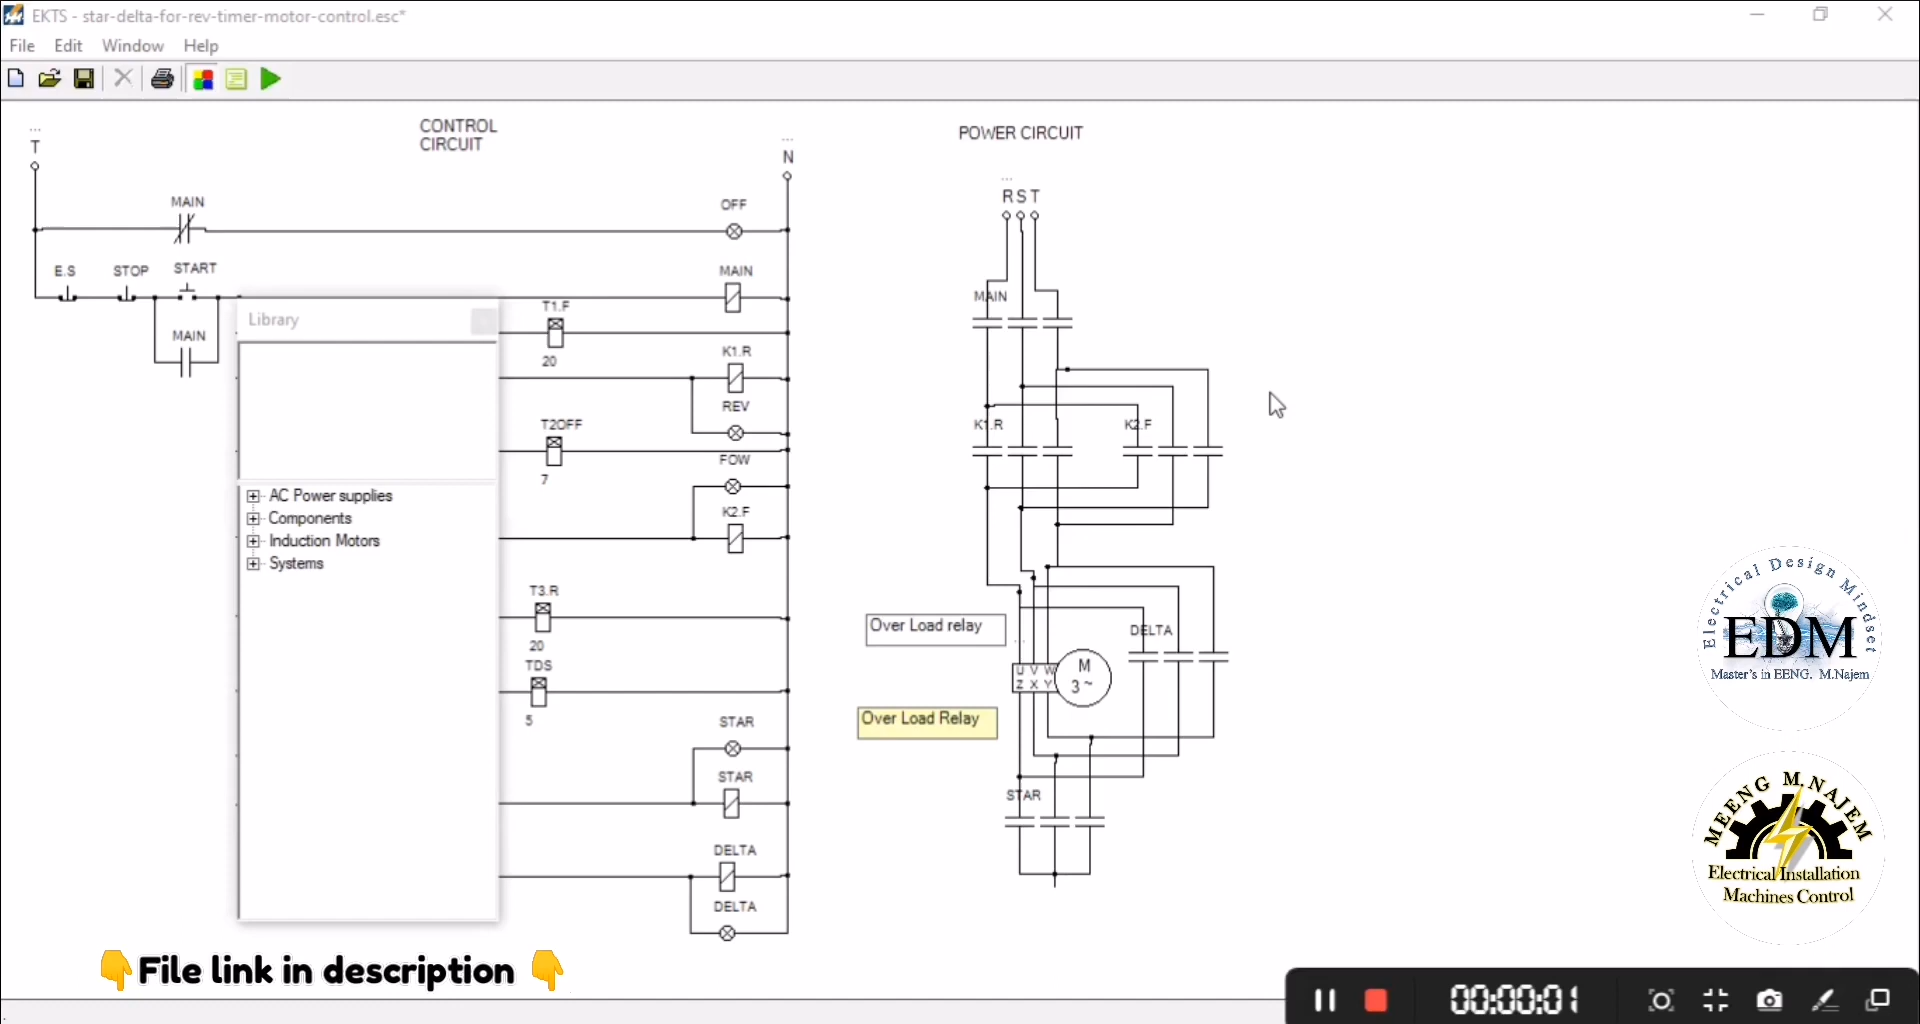 EKTS - star-delta-for-rev-timer-motor-control.esc*
File Edit Window Help
CONTROL
CIRCUIT
POWER CIRCUIT
...
T
...
N
...
R S T
MAIN
OFF
E.S
STOP
START
MAIN
MAIN
MAIN
Library
T1.F
20
K1.R
REV
T2OFF
7
FOW
K2.F
K1.R
K2.F
AC Power supplies
Components
Induction Motors
Systems
T3.R
20
TDS
5
STAR
STAR
DELTA
DELTA
Over Load relay
...
DELTA
U V W
Z X Y
M
3 ~
Over Load Relay
STAR
Electrical Design Mindset
EDM
Master's in EENG. M.Najem
MEENG M.NAJEM
Electrical Installation
Machines Control
👇File link in description 👇
00:00:01